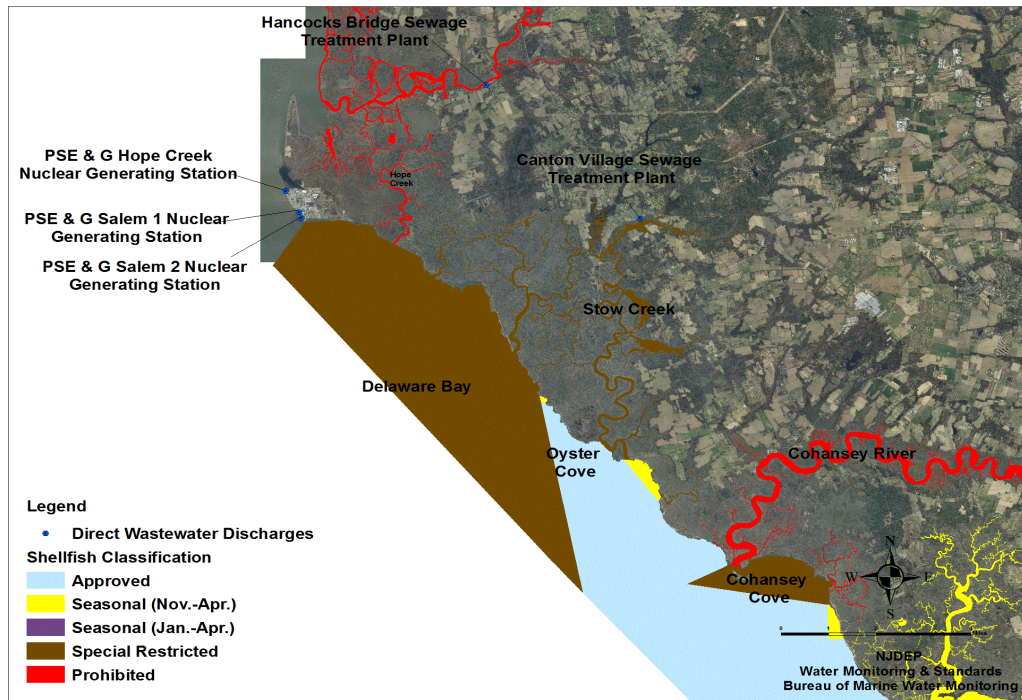 Hancocks Bridge Sewage
Treatment Plant
PSE & G Hope Creek
Nuclear Generating Station
Canton Village Sewage
Treatment Plant
Hope
Creek
PSE & G Salem 1 Nuclear
Generating Station
PSE & G Salem 2 Nuclear
Generating Station
Stow Creek
Delaware Bay
Oyster
Cove
Cohansey River
Cohansey
Cove
N
W
E
S
Legend
Direct Wastewater Discharges
Shellfish Classification
Approved
Seasonal (Nov.-Apr.)
Seasonal (Jan.-Apr.)
Special Restricted
Prohibited
0
NJDEP
Water Monitoring & Standards
Bureau of Marine Water Monitoring